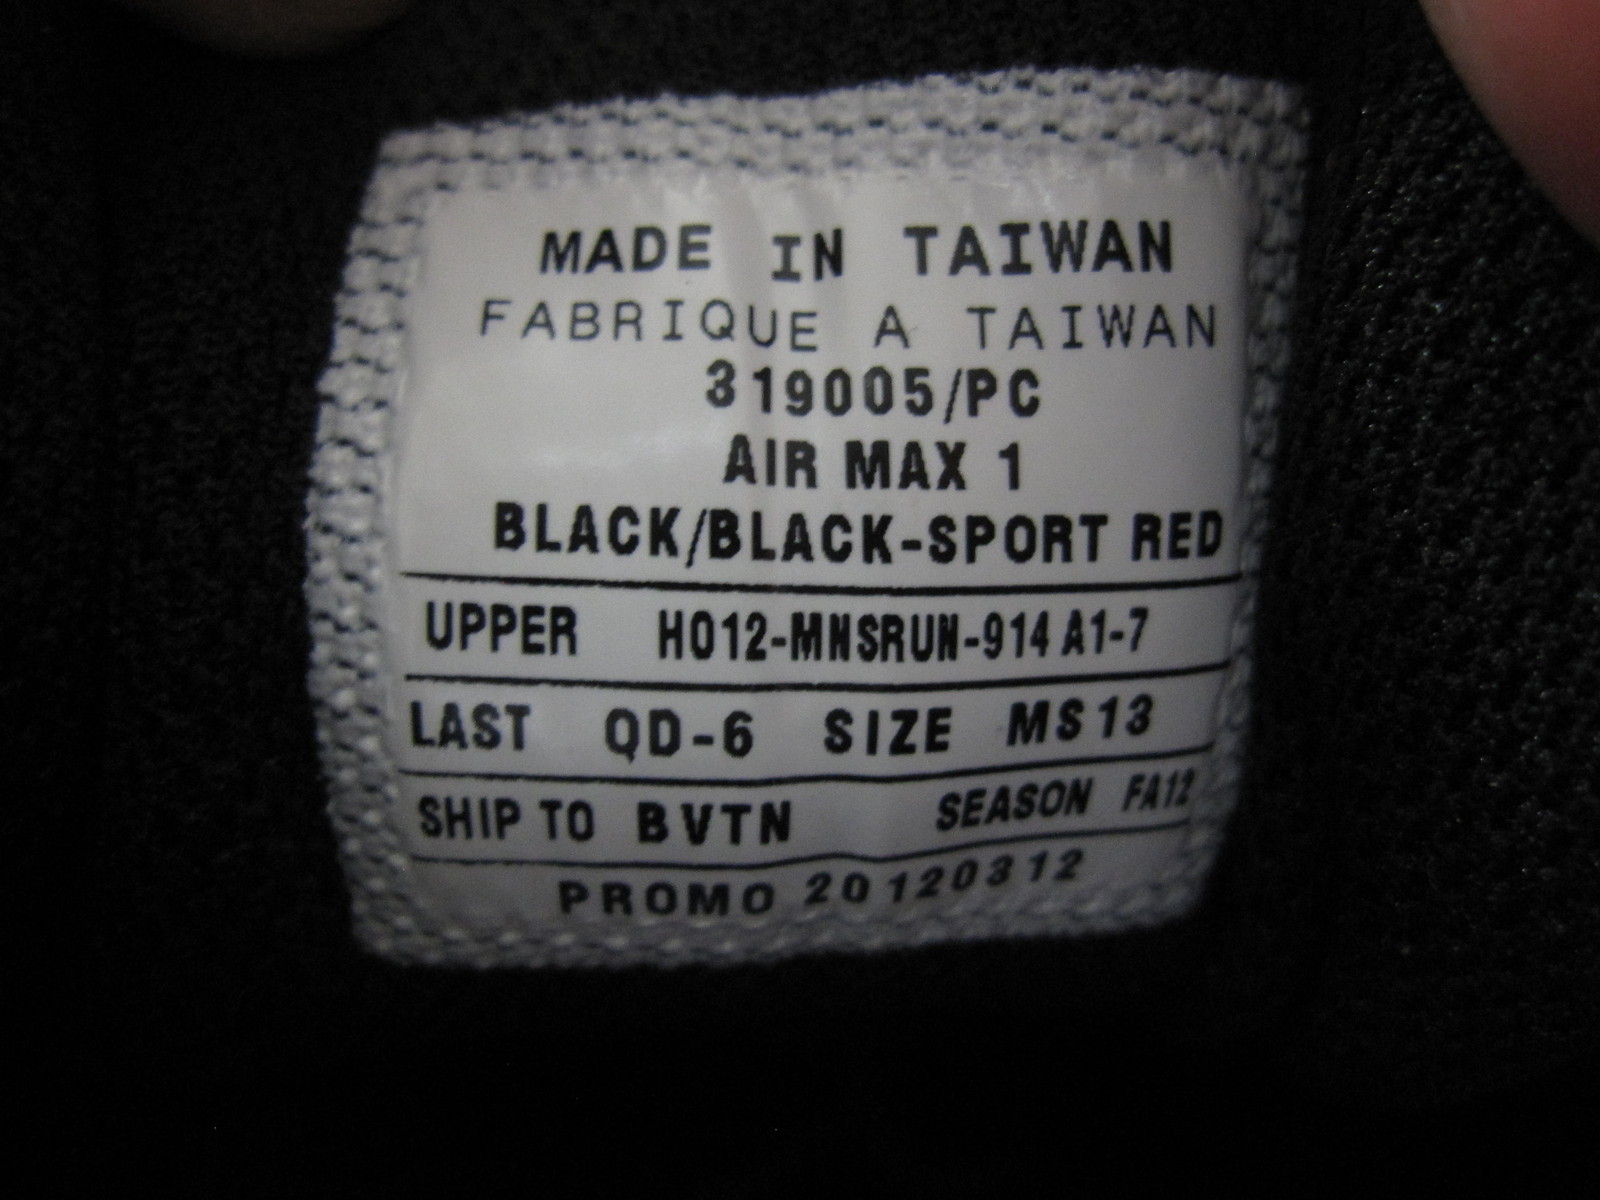 MADE IN TAIWAN
FABRIQUE A TAIWAN
319005/PC
AIR MAX 1
BLACK/BLACK-SPORT RED
UPPER HO12-MNSRUN-914 A1-7
LAST QD-6 SIZE MS13
SHIP TO BVTN SEASON FA12
PROMO 20120312